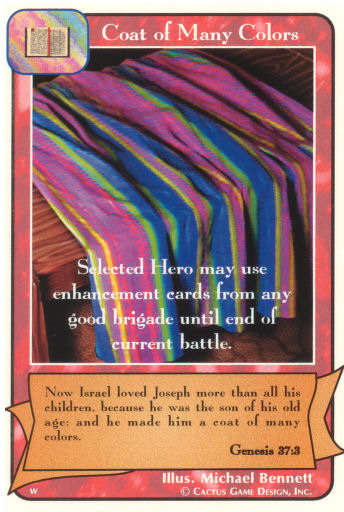 Coat of Many Colors
Selected Hero may use
enhancement cards from any
good brigade until end of
current battle.
Now Israel loved Joseph more than all his
children, because he was the son of his old
age: and he made him a coat of many
colors.
Genesis 37:3
Illus. Michael Bennett
W
© Cactus Game Design, Inc.